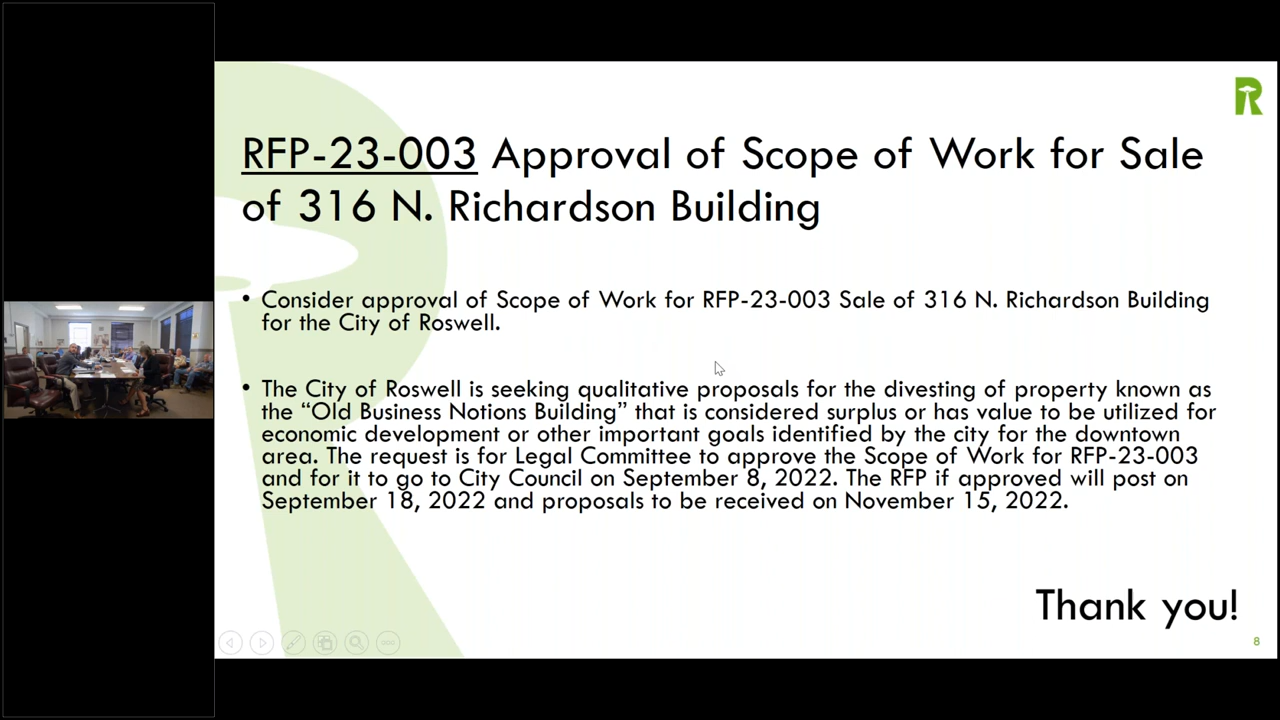 R
RFP-23-003 Approval of Scope of Work for Sale
of 316 N. Richardson Building
• Consider approval of Scope of Work for RFP-23-003 Sale of 316 N. Richardson Building
for the City of Roswell.
• The City of Roswell is seeking qualitative proposals for the divesting of property known as
the “Old Business Notions Building” that is considered surplus or has value to be utilized for
economic development or other important goals identified by the city for the downtown
area. The request is for Legal Committee to approve the Scope of Work for RFP-23-003
and for it to go to City Council on September 8, 2022. The RFP if approved will post on
September 18, 2022 and proposals to be received on November 15, 2022.
Thank you!
8